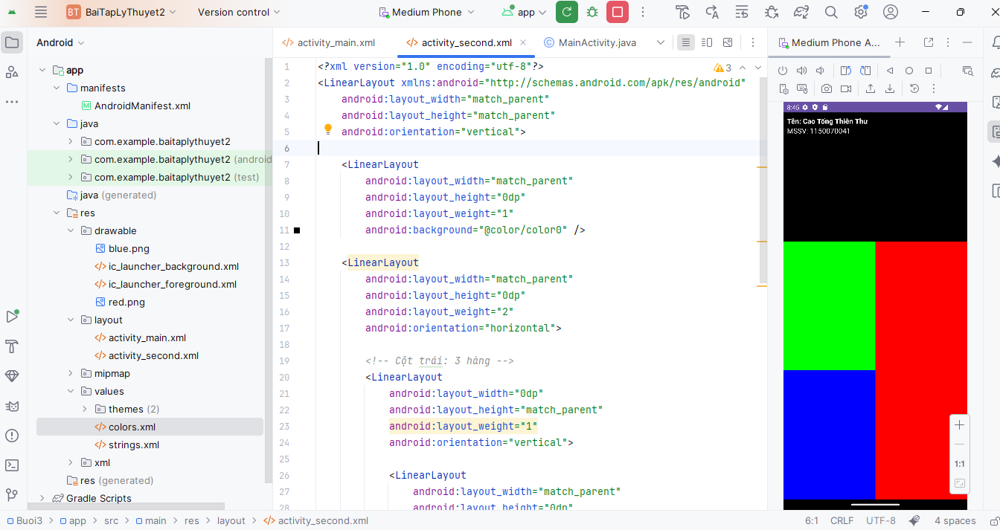 BT BaiTapLyThuyet2 Version control Medium Phone app
Android
app
manifests
AndroidManifest.xml
java
com.example.baitaplythuyet2
com.example.baitaplythuyet2 (android
com.example.baitaplythuyet2 (test)
java (generated)
res
drawable
blue.png
ic_launcher_background.xml
ic_launcher_foreground.xml
red.png
layout
activity_main.xml
activity_second.xml
mipmap
values
themes (2)
colors.xml
strings.xml
xml
res (generated)
Gradle Scripts
activity_main.xml activity_second.xml MainActivity.java
3
1 <?xml version="1.0" encoding="utf-8"?>
2 <LinearLayout xmlns:android="http://schemas.android.com/apk/res/android"
3 android:layout_width="match_parent"
4 android:layout_height="match_parent"
5 android:orientation="vertical">
6
7 <LinearLayout
8 android:layout_width="match_parent"
9 android:layout_height="0dp"
10 android:layout_weight="1"
11 android:background="@color/color0" />
12
13 <LinearLayout
14 android:layout_width="match_parent"
15 android:layout_height="0dp"
16 android:layout_weight="2"
17 android:orientation="horizontal">
18
19 <!-- Cột trái: 3 hàng -->
20 <LinearLayout
21 android:layout_width="0dp"
22 android:layout_height="match_parent"
23 android:layout_weight="1"
24 android:orientation="vertical">
25
26 <LinearLayout
27 android:layout_width="match_parent"
28 android:layout_height="0dp"
Medium Phone A...
8:45
Tên: Cao Tống Thiên Thư
MSSV: 1150070041
1:1
Buoi3 > app > src > main > res > layout > activity_second.xml 6:1 CRLF UTF-8 4 spaces